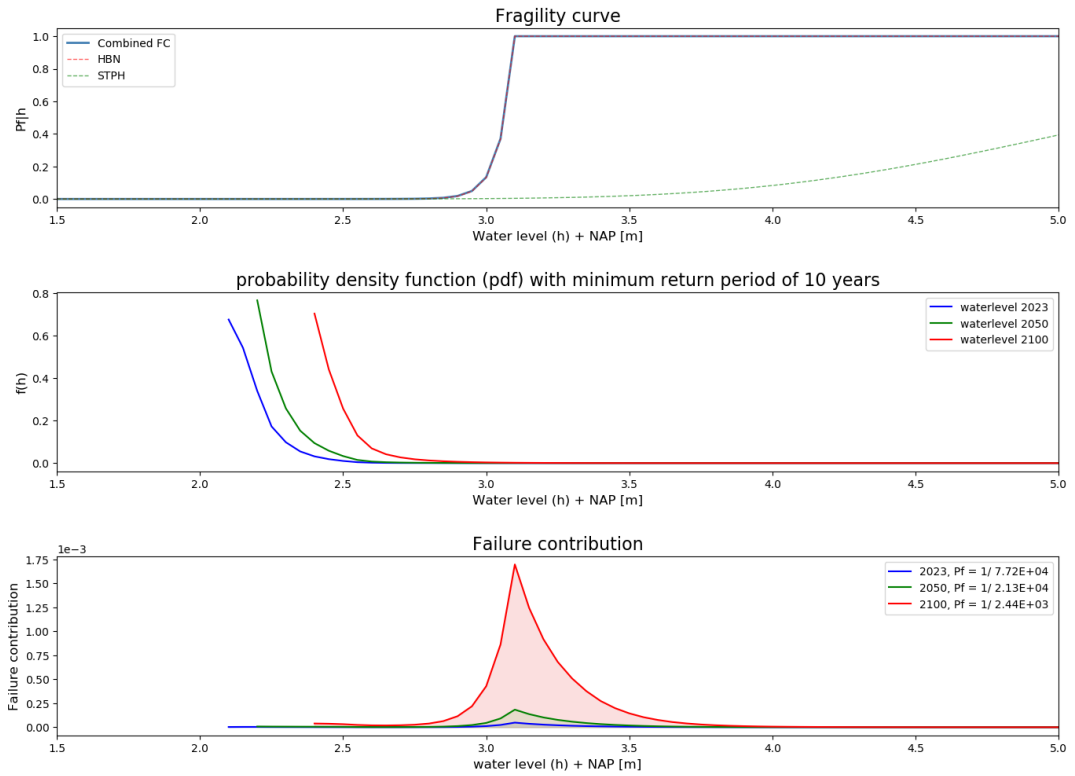 Fragility curve
1.0
0.8
0.6
0.4
0.2
0.0
Pf|h
Combined FC
HBN
STPH
1.5 2.0 2.5 3.0 3.5 4.0 4.5 5.0
Water level (h) + NAP [m]
probability density function (pdf) with minimum return period of 10 years
0.8
0.6
0.4
0.2
0.0
f(h)
waterlevel 2023
waterlevel 2050
waterlevel 2100
1.5 2.0 2.5 3.0 3.5 4.0 4.5 5.0
Water level (h) + NAP [m]
Failure contribution
1e−3
1.75
1.50
1.25
1.00
0.75
0.50
0.25
0.00
Failure contribution
2023, Pf = 1/ 7.72E+04
2050, Pf = 1/ 2.13E+04
2100, Pf = 1/ 2.44E+03
1.5 2.0 2.5 3.0 3.5 4.0 4.5 5.0
water level (h) + NAP [m]